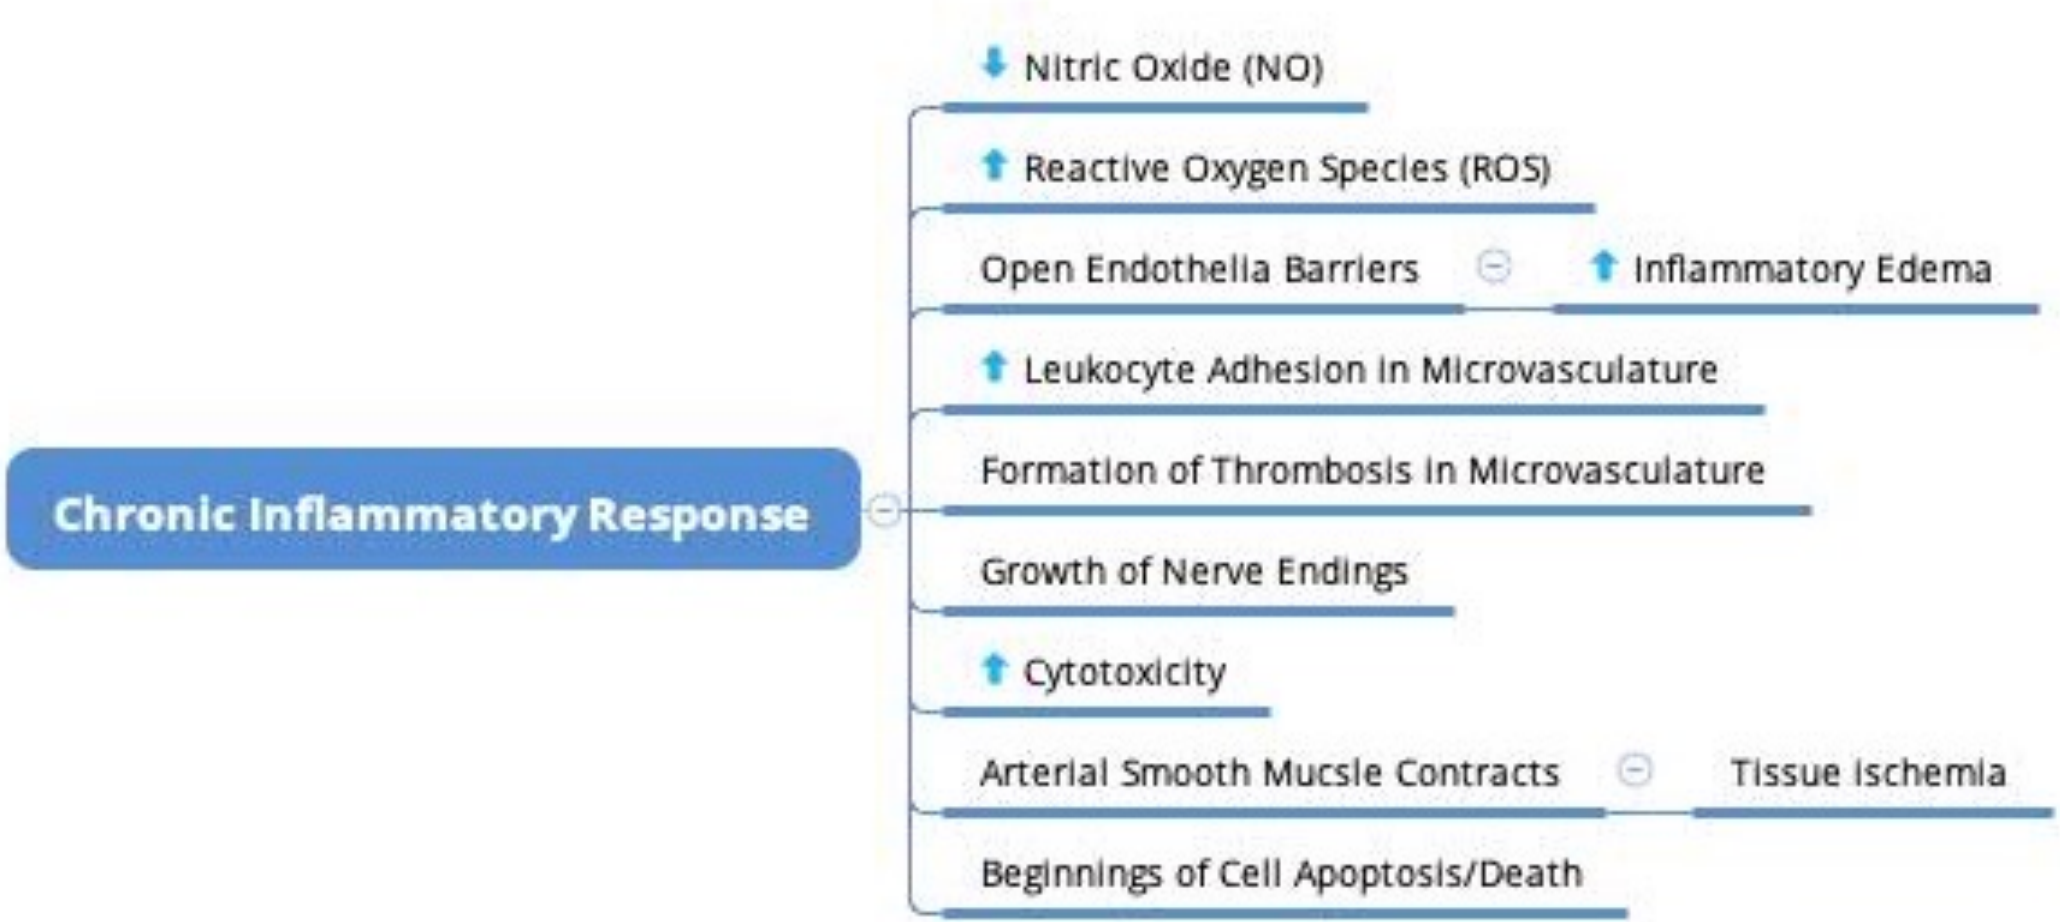 Nitric Oxide (NO)
Reactive Oxygen Species (ROS)
Open Endothelia Barriers
Inflammatory Edema
Leukocyte Adhesion in Microvasculature
Chronic Inflammatory Response
Formation of Thrombosis in Microvasculature
Growth of Nerve Endings
Cytotoxicity
Arterial Smooth Mucsle Contracts
Tissue ischemia
Beginnings of Cell Apoptosis/Death